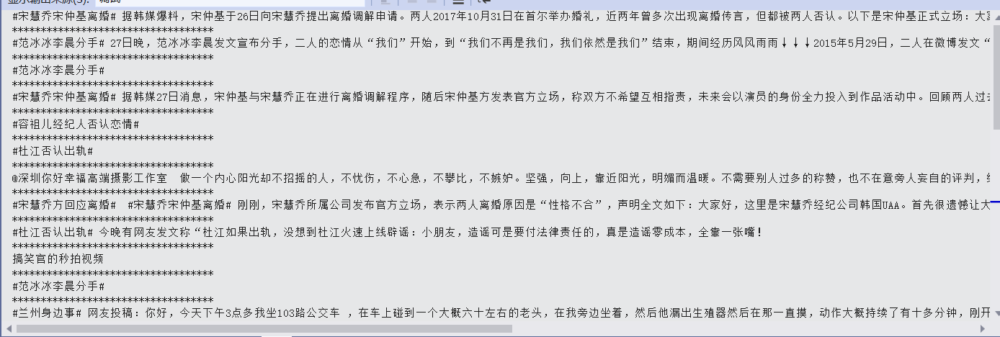 显示输出来源(S): 调试
#宋慧乔宋仲基离婚# 据韩媒爆料，宋仲基于26日向宋慧乔提出离婚调解申请。两人2017年10月31日在首尔举办婚礼，近两年曾多次出现离婚传言，但都被两人否认。以下是宋仲基正式立场：大家
***********************************
#范冰冰李晨分手# 27日晚，范冰冰李晨发文宣布分手，二人的恋情从“我们”开始，到“我们不再是我们，我们依然是我们”结束，期间经历风风雨雨↓↓↓2015年5月29日，二人在微博发文“
***********************************
#范冰冰李晨分手#
***********************************
#宋慧乔宋仲基离婚# 据韩媒27日消息，宋仲基与宋慧乔正在进行离婚调解程序，随后宋仲基方发表官方立场，称双方不希望互相指责，未来会以演员的身份全力投入到作品活动中。回顾两人过去
***********************************
#容祖儿经纪人否认恋情#
***********************************
#杜江否认出轨#
***********************************
@深圳你好幸福高端摄影工作室  做一个内心阳光却不招摇的人，不忧伤，不心急，不攀比，不嫉妒。坚强，向上，靠近阳光，明媚而温暖。不需要别人过多的称赞，也不在意旁人妄自的评判，
***********************************
#宋慧乔方回应离婚#  #宋慧乔宋仲基离婚# 刚刚，宋慧乔所属公司发布官方立场，表示两人离婚原因是“性格不合”，声明全文如下：大家好，这里是宋慧乔经纪公司韩国UAA。首先很遗憾让大
***********************************
#杜江否认出轨# 今晚有网友发文称“杜江如果出轨，没想到杜江火速上线辟谣：小朋友，造谣可是要付法律责任的，真是造谣零成本，全靠一张嘴！
***********************************
搞笑官的秒拍视频
***********************************
#范冰冰李晨分手#
***********************************
#兰州身边事# 网友投稿：你好，今天下午3点多我坐103路公交车 ，在车上碰到一个大概六十左右的老头，在我旁边坐着，然后他漏出生殖器然后在那一直摸，动作大概持续了有十多分钟，刚开